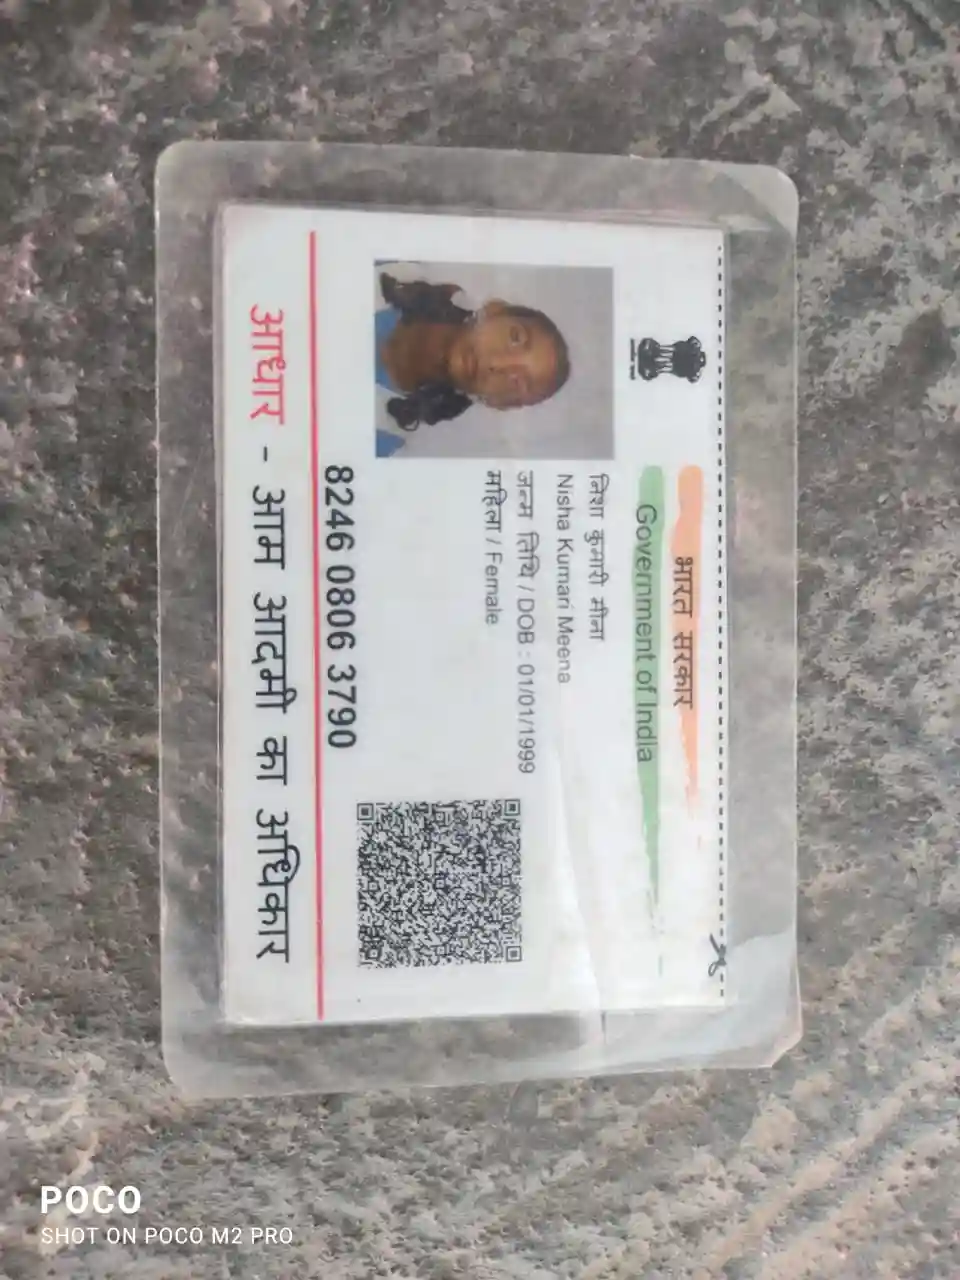 भारत सरकार
Government of India
निशा कुमारी मीना
Nisha Kumari Meena
जन्म तिथि / DOB : 01/01/1999
महिला / Female
8246 0806 3790
आधार - आम आदमी का अधिकार
POCO
SHOT ON POCO M2 PRO